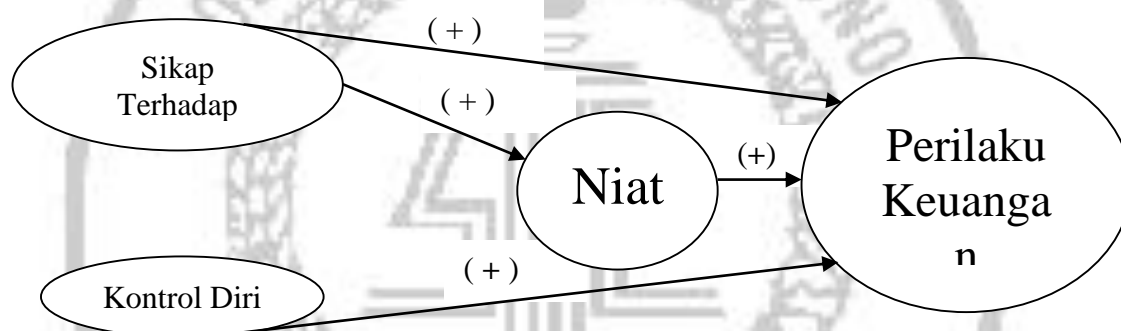 ( + )
Sikap
Terhadap
( + )
Niat
(+)
Perilaku
Keuanga
n
( + )
Kontrol Diri